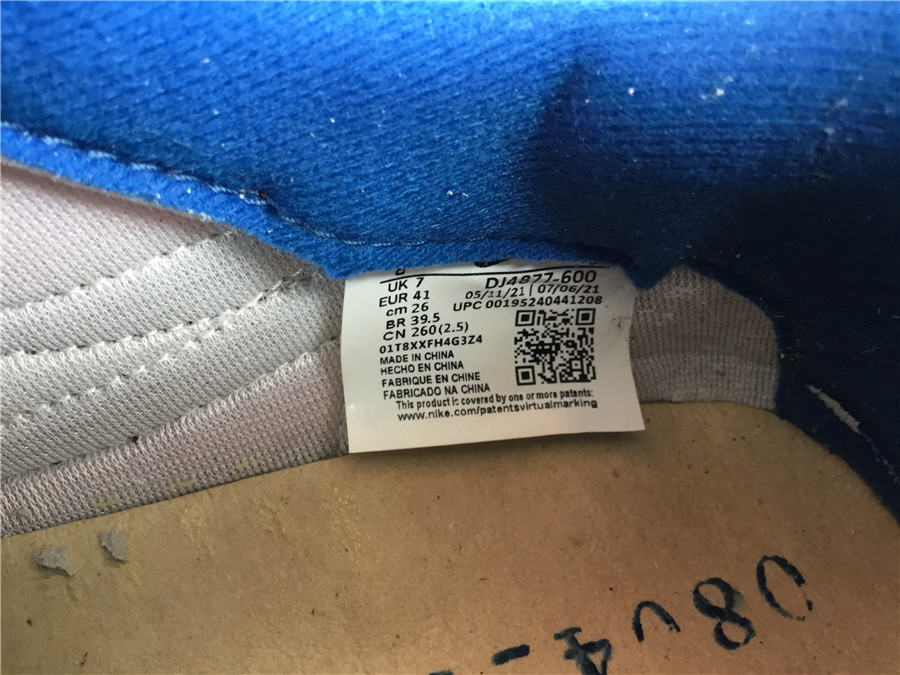 UK 7 DJ4877-600
EUR 41 05/11/21 | 07/06/21
cm 26 UPC 00195240441208
BR 39.5
CN 260(2.5)
01T8XXFH4G3Z4
MADE IN CHINA
HECHO EN CHINA
FABRIQUE EN CHINE
FABRICADO NA CHINA
This product is covered by one or more patents:
www.nike.com/patentsvirtualmarking